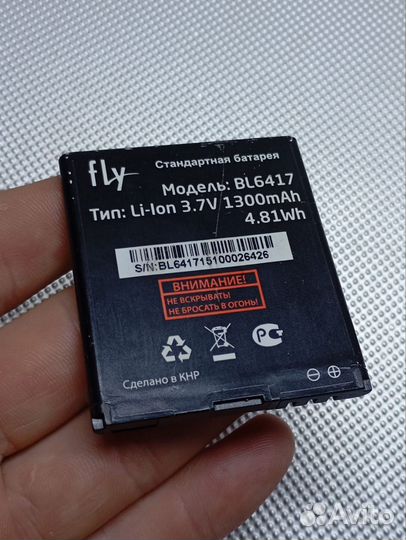 fly
Стандартная батарея
Модель: BL6417
Тип: Li-Ion 3.7V 1300mAh
4.81Wh
S/N:BL641715100026426
ВНИМАНИЕ!
НЕ ВСКРЫВАТЬ!
НЕ БРОСАТЬ В ОГОНЬ!
Сделано в КНР
Avito